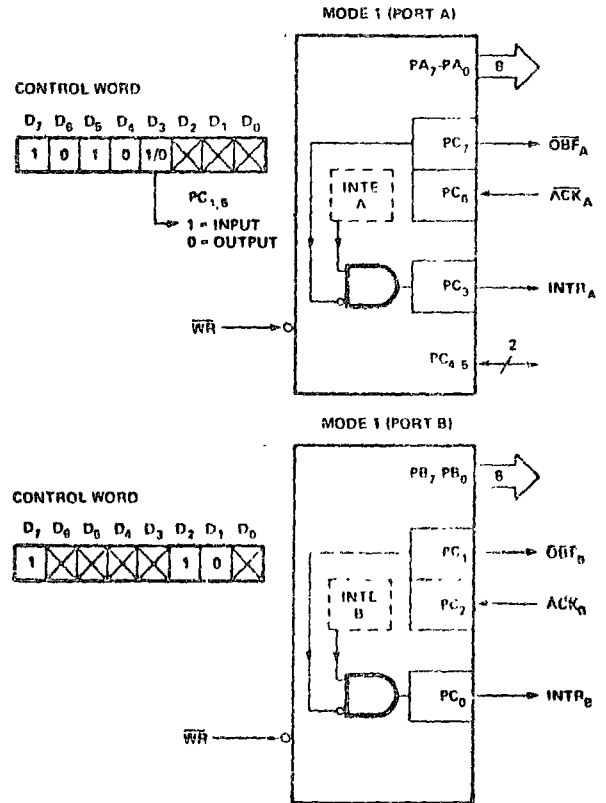 MODE 1 (PORT A)
PA7-PA0
8
CONTROL WORD
D7 D6 D5 D4 D3 D2 D1 D0
1 0 1 0 1/0
PC4,5
1 = INPUT
0 = OUTPUT
PC7
OBFA
INTE
A
PC6
ACKA
PC3
INTRA
WR
PC4,5
2
MODE 1 (PORT B)
PB7-PB0
8
CONTROL WORD
D7 D6 D5 D4 D3 D2 D1 D0
1 1 0
PC1
OBFB
INTE
B
PC2
ACKB
PC0
INTRB
WR